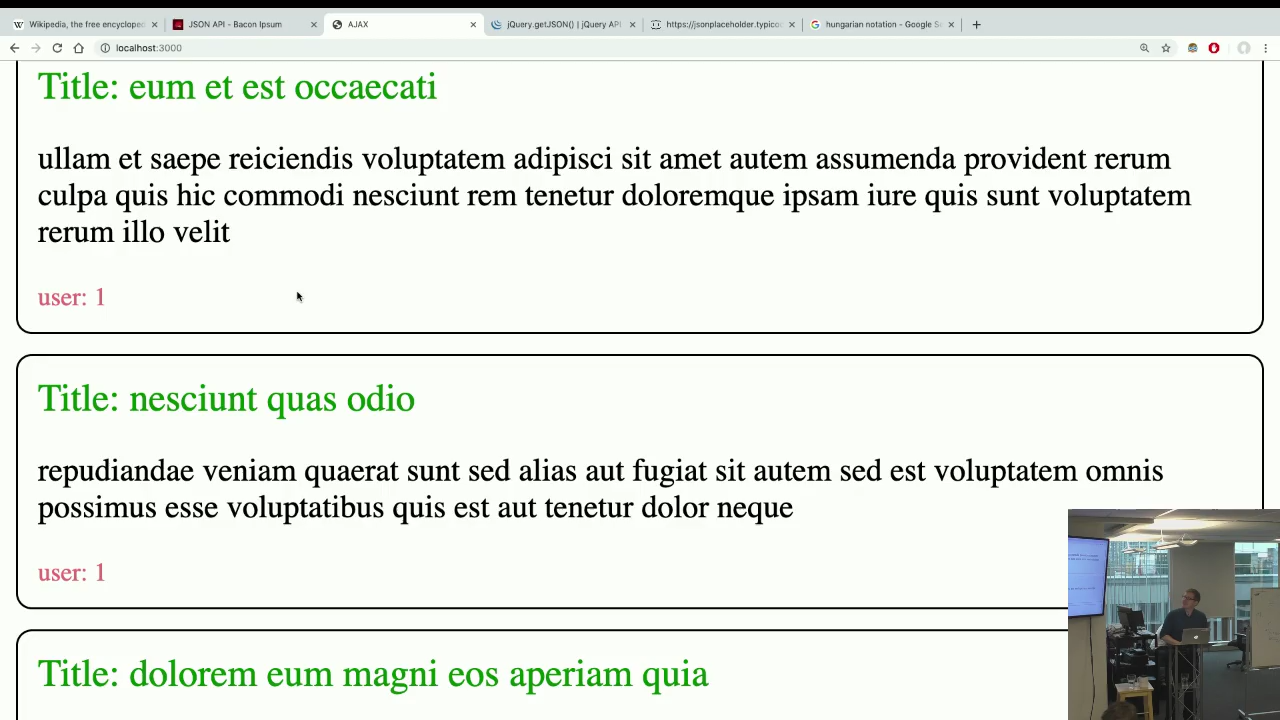 Wikipedia, the free encycloped
JSON API - Bacon Ipsum
AJAX
jQuery.getJSON() | jQuery API
https://jsonplaceholder.typico
hungarian notation - Google Se
localhost:3000
Title: eum et est occaecati
ullam et saepe reiciendis voluptatem adipisci sit amet autem assumenda provident rerum
culpa quis hic commodi nesciunt rem tenetur doloremque ipsam iure quis sunt voluptatem
rerum illo velit
user: 1
Title: nesciunt quas odio
repudiandae veniam quaerat sunt sed alias aut fugiat sit autem sed est voluptatem omnis
possimus esse voluptatibus quis est aut tenetur dolor neque
user: 1
Title: dolorem eum magni eos aperiam quia